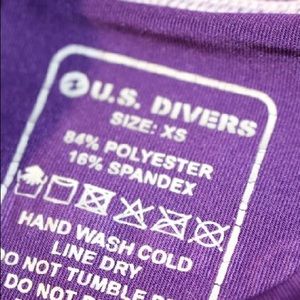 U.S. DIVERS
SIZE: XS
84% POLYESTER
16% SPANDEX
HAND WASH COLD
LINE DRY
DO NOT TUMBLE
DO NOT